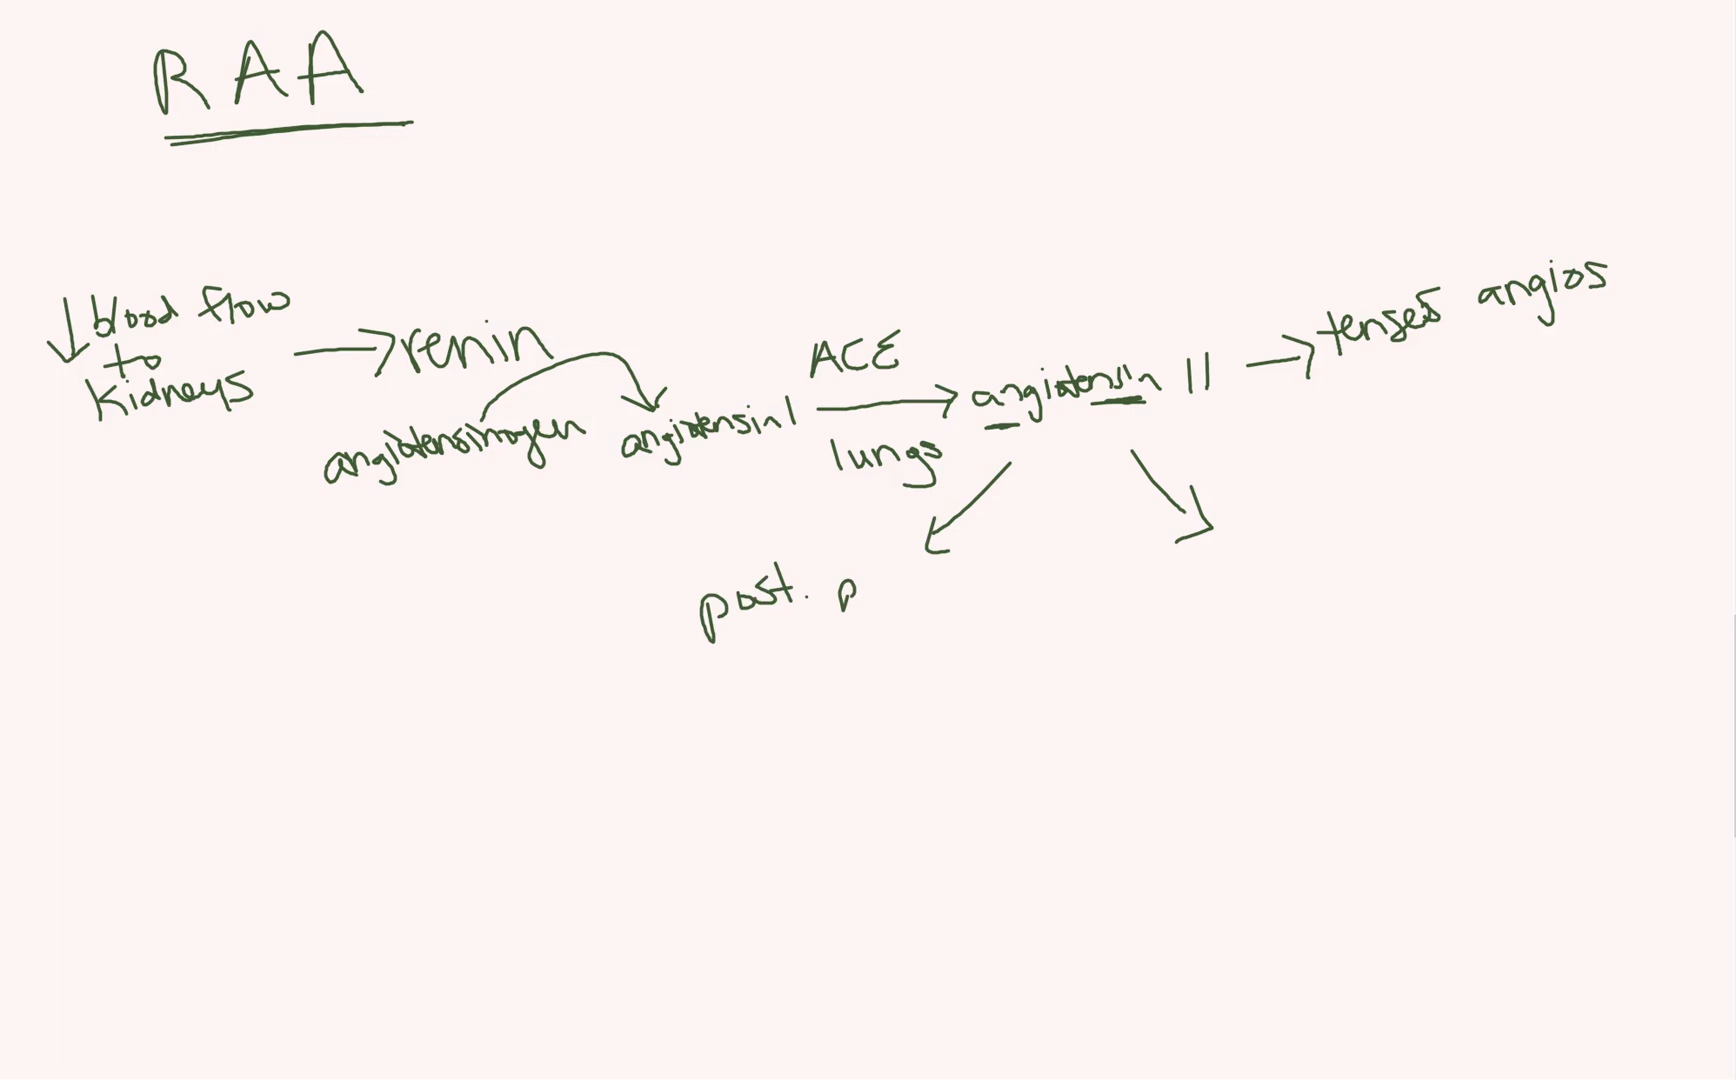 RAA
↓ blood flow
to
kidneys
→ renin
angiotensinogen
angiotensin I
ACE
→
lungs
angiotensin II
→ tenses angios
post. p